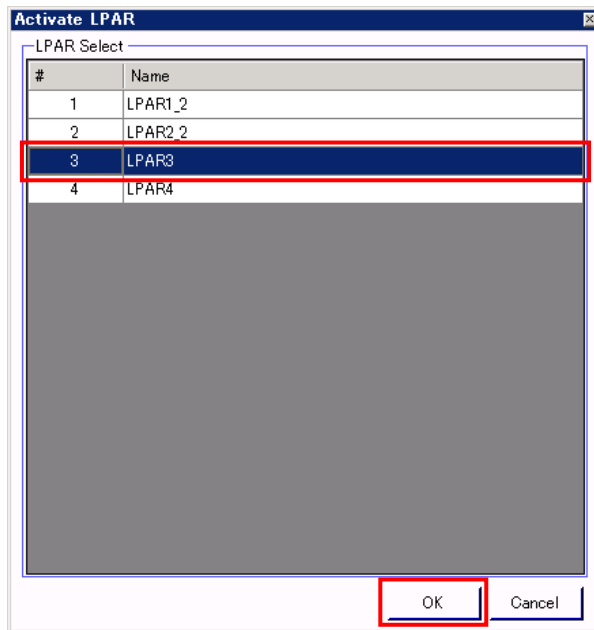 Activate LPAR
LPAR Select
# Name
1 LPAR1_2
2 LPAR2_2
3 LPAR3
4 LPAR4
OK Cancel